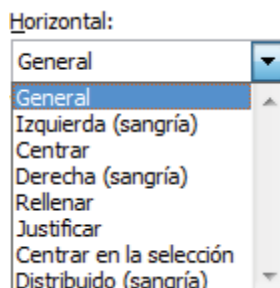 Horizontal:
General
General
Izquierda (sangría)
Centrar
Derecha (sangría)
Rellenar
Justificar
Centrar en la selección
Distribuido (sangría)